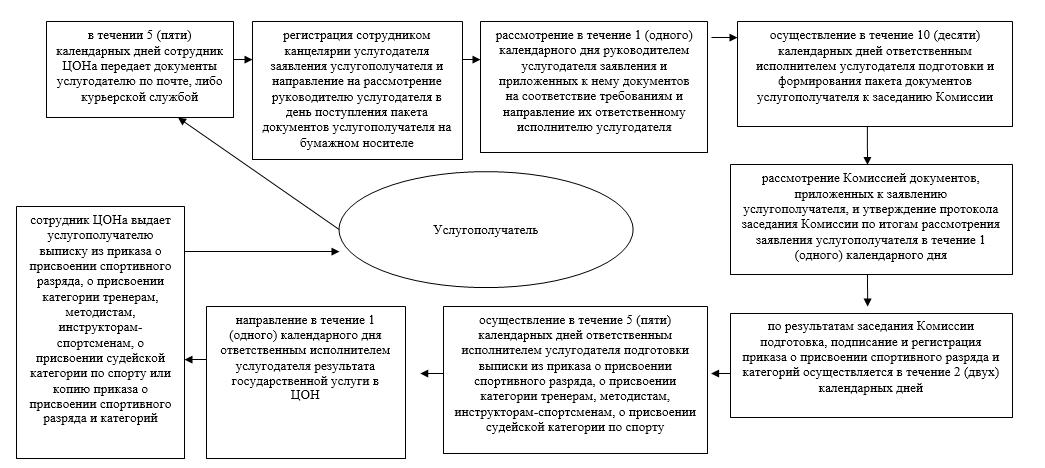 в течении 5 (пяти)
календарных дней сотрудник
ЦОНа передает документы
услугодателю по почте, либо
курьерской службой
регистрация сотрудником
канцелярии услугодателя
заявления услугополучателя и
направление на рассмотрение
руководителю услугодателя в
день поступления пакета
документов услугополучателя на
бумажном носителе
рассмотрение в течение 1 (одного)
календарного дня руководителем
услугодателя заявления и
приложенных к нему документов
на соответствие требованиям и
направление их ответственному
исполнителю услугодателя
осуществление в течение 10 (десяти)
календарных дней ответственным
исполнителем услугодателя подготовки и
формирования пакета документов
услугополучателя к заседанию Комиссии
рассмотрение Комиссией документов,
приложенных к заявлению
услугополучателя, и утверждение протокола
заседания Комиссии по итогам рассмотрения
заявления услугополучателя в течение 1
(одного) календарного дня
Услугополучатель
по результатам заседания Комиссии
подготовка, подписание и регистрация
приказа о присвоении спортивного разряда и
категорий осуществляется в течение 2 (двух)
календарных дней
осуществление в течение 5 (пяти)
календарных дней ответственным
исполнителем услугодателя подготовки
выписки из приказа о присвоении
спортивного разряда, о присвоении
категории тренерам, методистам,
инструкторам-спортсменам, о присвоении
судейской категории по спорту
направление в течение 1
(одного) календарного дня
ответственным исполнителем
услугодателя результата
государственной услуги в
ЦОН
сотрудник ЦОНа выдает
услугополучателю
выписку из приказа о
присвоении спортивного
разряда, о присвоении
категории тренерам,
методистам,
инструкторам-
спортсменам, о
присвоении судейской
категории по спорту или
копию приказа о
присвоении спортивного
разряда и категорий